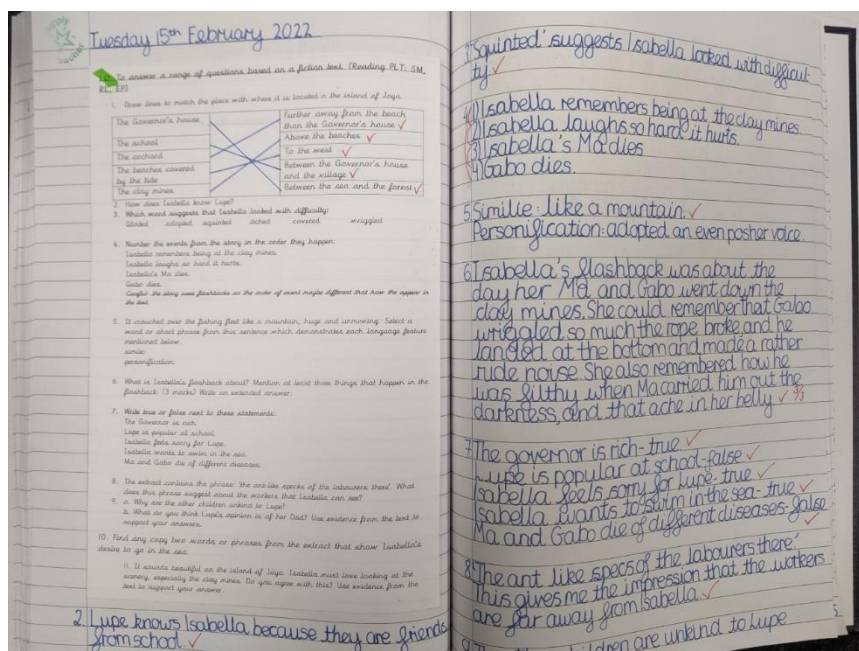 Tuesday 15th February 2022
L.O. To answer a range of questions based on a fiction text. (Reading PLT: SM,
RL, EP)
1. Draw lines to match the place with where it is located n the island of Joya.
The Governor's house
The school
The orchard
The beaches covered
by the tide
The clay mines
Further away from the beach
than the Governor's house
Above the beaches
To the west
Between the Governor's house
and the village
Between the sea and the forest
2. How does Isabella know Lupe?
3. Which word suggests that Isabella looked with difficulty:
Glinted adopted squinted itched covered wriggled
4. Number the events from the story in the order they happen:
Isabella remembers being at the clay mines.
Isabella laughs so hard it hurts.
Isabella's Ma dies.
Gabo dies.
Careful the story uses flashbacks so the order of event maybe different that how the appear in
the text.
5. It crouched over the fishing fleet like a mountain, huge and unmoving. Select a
word or short phrase from this sentence which demonstrates each language feature
mentioned below.
simile
personification
6. What is Isabella's flashback about? Mention at least three things that happen in the
flashback. (3 marks) Write an extended answer.
7. Write true or false next to these statements:
The Governor is rich.
Lupe is popular at school.
Isabella feels sorry for Lupe.
Isabella wants to swim in the sea.
Ma and Gabo die of different diseases.
8. The extract contains the phrase: 'the ant-like specks of the labourers there'. What
does this phrase suggest about the workers that Isabella can see?
9. a. Why are the other children unkind to Lupe?
b. What do you think Lupe's opinion is of her Dad? Use evidence from the text to
support your answers.
10. Find any copy two words or phrases from the extract that show Isabella's
desire to go in the sea.
11. It sounds beautiful on the island of Joya. Isabella must love looking at the
scenery, especially the clay mines. Do you agree with this? Use evidence from the
text to support your answer.
2. Lupe knows Isabella because they are friends
from school.
3 'Squinted' suggests Isabella looked with difficul
ty
4 1) Isabella remembers being at the clay mines
2) Isabella laughs so hard it hurts.
3) Isabella's Ma dies
4) Gabo dies.
5 Similie: like a mountain.
Personification: adopted an even posher voice.
6) Isabella's flashback was about the
day her Ma, and Gabo went down the
clay mines. She could remember that Gabo
wriggled so much the rope broke, and he
landed at the bottom and made a rather
rude noise. She also remembered how he
was filthy when Ma carried him out the
darkness, and that ache in her belly
7 The governor is rich-true
Lupe is popular at school-false
Isabella feels sorry for Lupe-true
Isabella wants to swim in the sea-true
Ma and Gabo die of different diseases-false
8 'The ant like specs of the labourers there.'
This gives me the impression that the workers
are far away from Isabella.
children are unkind to Lupe